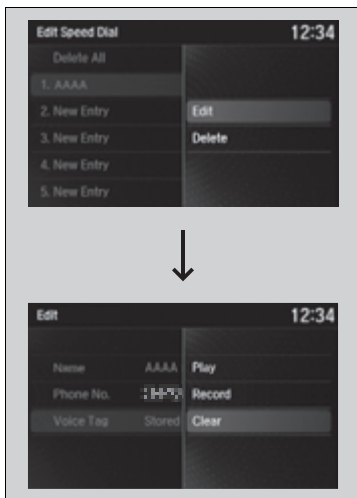 Edit Speed Dial 12:34
Delete All
1. AAAA
2. New Entry Edit
3. New Entry Delete
4. New Entry
5. New Entry
Edit 12:34
Name AAAA Play
Phone No. Record
Voice Tag Stored Clear